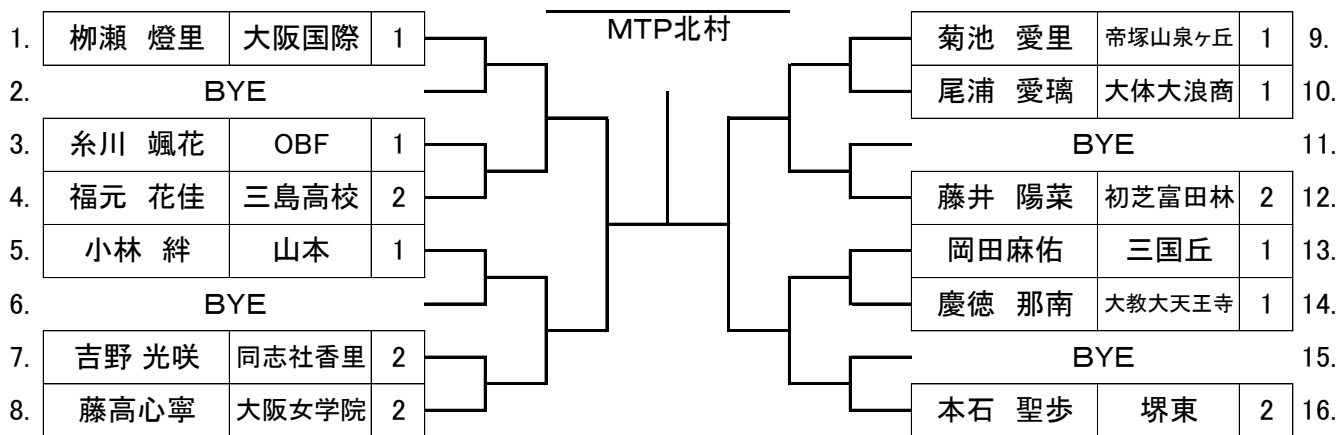 MTP北村
1. 栁瀬 燈里 大阪国際 1
2. BYE
3. 糸川 颯花 OBF 1
4. 福元 花佳 三島高校 2
5. 小林 絆 山本 1
6. BYE
7. 吉野 光咲 同志社香里 2
8. 藤高心寧 大阪女学院 2
菊池 愛里 帝塚山泉ヶ丘 1 9.
尾浦 愛璃 大体大浪商 1 10.
BYE 11.
藤井 陽菜 初芝富田林 2 12.
岡田麻佑 三国丘 1 13.
慶徳 那南 大教大天王寺 1 14.
BYE 15.
本石 聖歩 堺東 2 16.